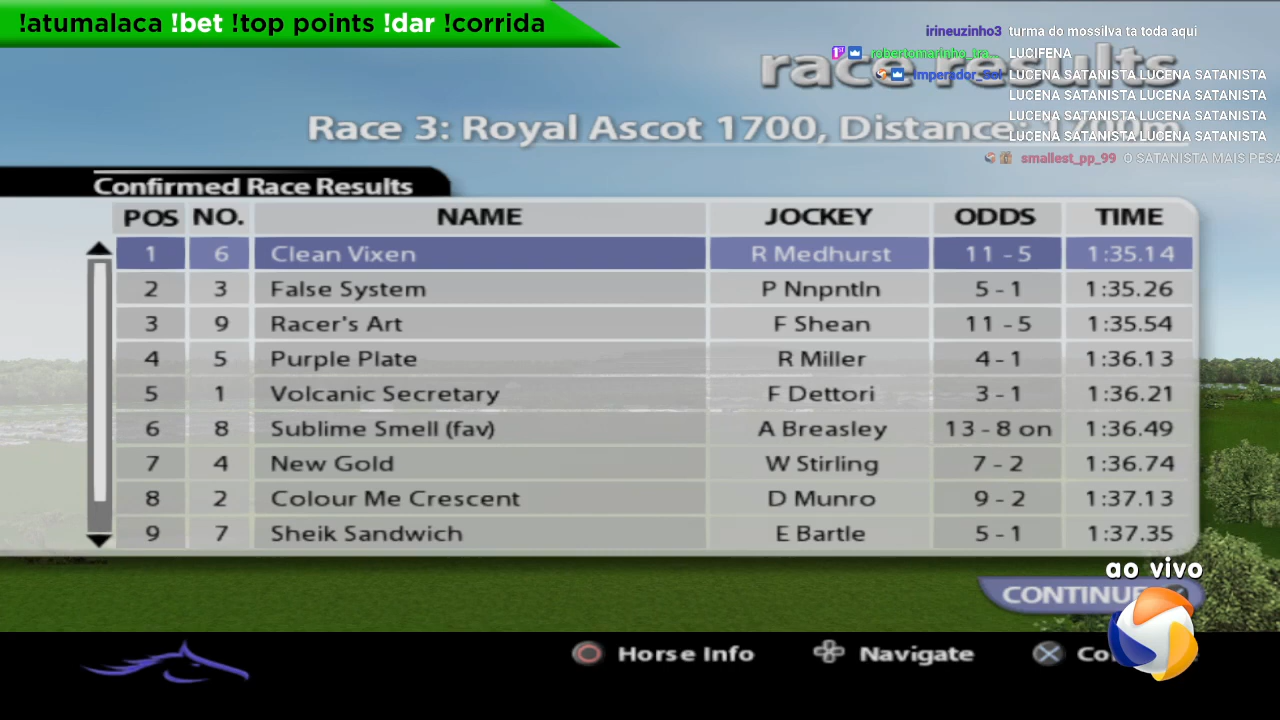 !atumalaca !bet !top points !dar !corrida
irineuzinho3 turma do mossilva ta toda aqui
robertomarinho_tra... LUCIFENA
Imperador_Sol LUCENA SATANISTA LUCENA SATANISTA
LUCENA SATANISTA LUCENA SATANISTA
LUCENA SATANISTA LUCENA SATANISTA
LUCENA SATANISTA LUCENA SATANISTA
smallest_pp_99 O SATANISTA MAIS PESA
race results
Race 3: Royal Ascot 1700, Distance:
Confirmed Race Results
POS NO. NAME JOCKEY ODDS TIME
1 6 Clean Vixen R Medhurst 11 - 5 1:35.14
2 3 False System P Nnpntln 5 - 1 1:35.26
3 9 Racer's Art F Shean 11 - 5 1:35.54
4 5 Purple Plate R Miller 4 - 1 1:36.13
5 1 Volcanic Secretary F Dettori 3 - 1 1:36.21
6 8 Sublime Smell (fav) A Breasley 13 - 8 on 1:36.49
7 4 New Gold W Stirling 7 - 2 1:36.74
8 2 Colour Me Crescent D Munro 9 - 2 1:37.13
9 7 Sheik Sandwich E Bartle 5 - 1 1:37.35
ao vivo
CONTINUE
Horse Info Navigate Co